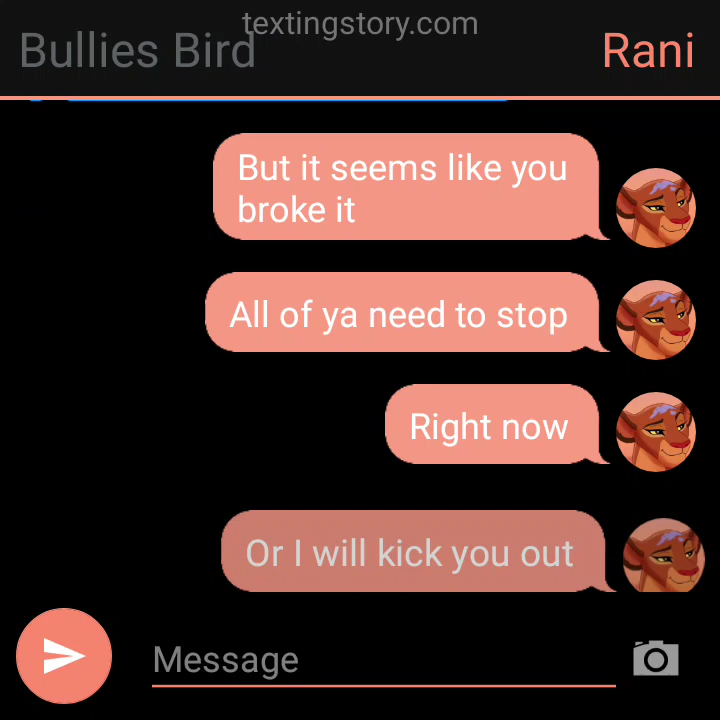 textingstory.com
Bullies Bird
Rani
But it seems like you
broke it
All of ya need to stop
Right now
Or I will kick you out
Message